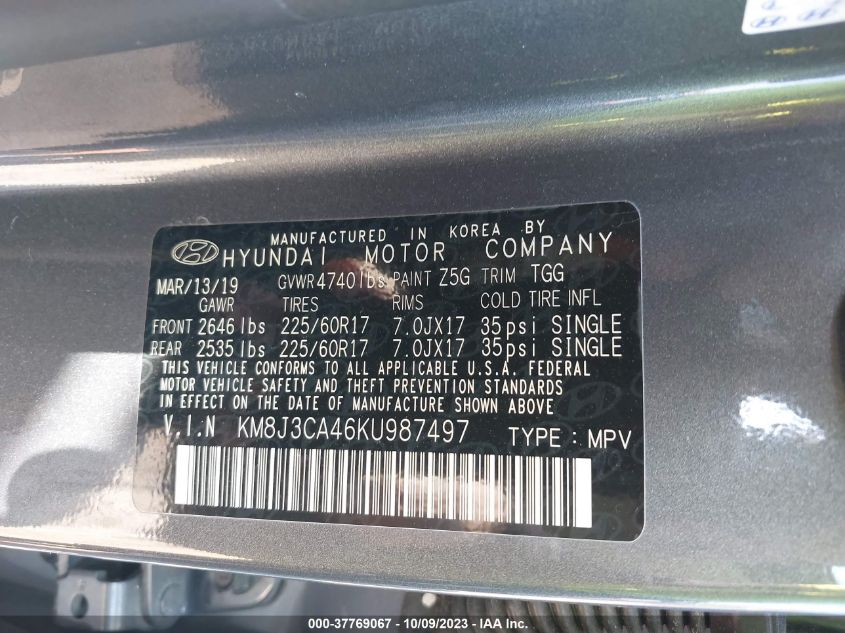 MANUFACTURED IN KOREA BY
HYUNDAI MOTOR COMPANY
MAR/13/19 GVWR 4740lbs PAINT Z5G TRIM TGG
GAWR TIRES RIMS COLD TIRE INFL
FRONT 2646 lbs 225/60R17 7.0JX17 35psi SINGLE
REAR 2535 lbs 225/60R17 7.0JX17 35psi SINGLE
THIS VEHICLE CONFORMS TO ALL APPLICABLE U.S.A. FEDERAL
MOTOR VEHICLE SAFETY AND THEFT PREVENTION STANDARDS
IN EFFECT ON THE DATE OF MANUFACTURE SHOWN ABOVE.
V.I.N KM8J3CA46KU987497 TYPE : MPV
000-37769067 - 10/09/2023 - IAA Inc.